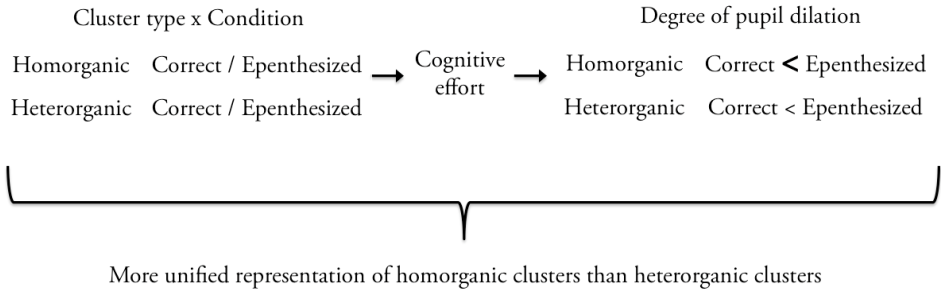 Cluster type x Condition
Degree of pupil dilation
Homorganic Correct / Epenthesized
Heterorganic Correct / Epenthesized
Cognitive
effort
Homorganic Correct < Epenthesized
Heterorganic Correct < Epenthesized
More unified representation of homorganic clusters than heterorganic clusters